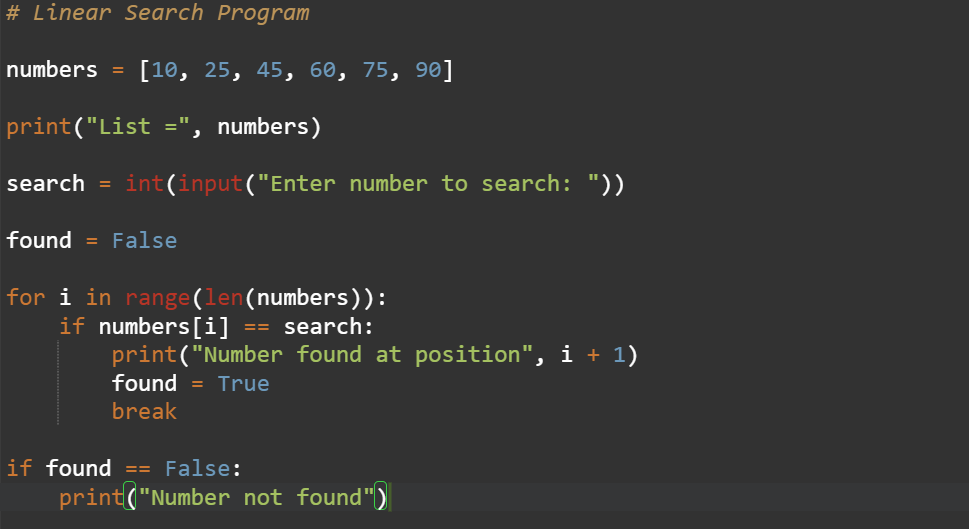 # Linear Search Program
numbers = [10, 25, 45, 60, 75, 90]
print("List =", numbers)
search = int(input("Enter number to search: "))
found = False
for i in range(len(numbers)):
    if numbers[i] == search:
        print("Number found at position", i + 1)
        found = True
        break
if found == False:
    print("Number not found")